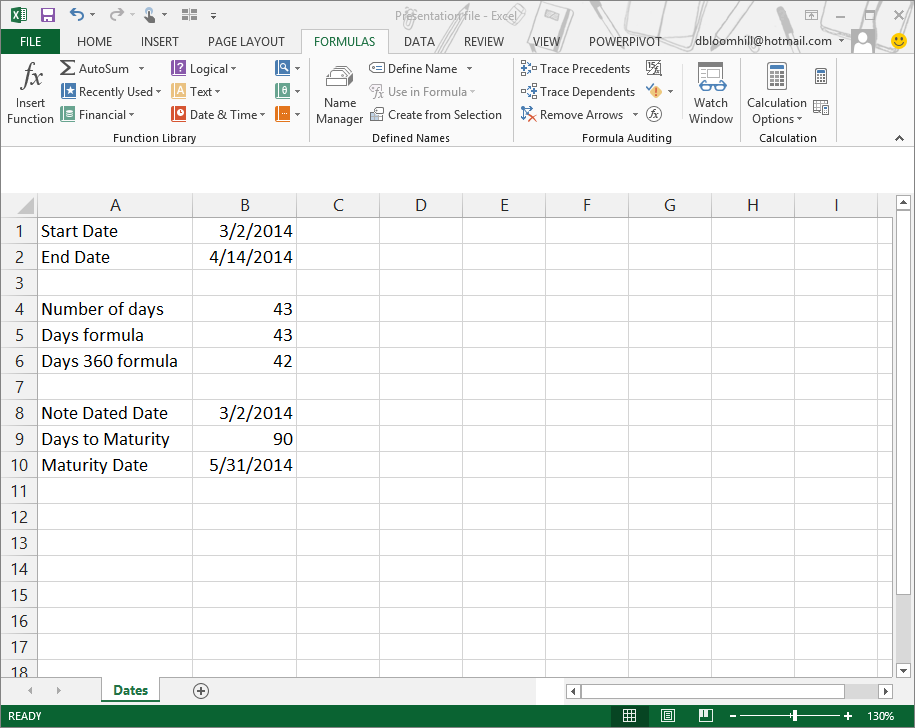 Presentation file - Excel
FILE HOME INSERT PAGE LAYOUT FORMULAS DATA REVIEW VIEW POWERPIVOT dbloomhill@hotmail.com
fx Σ AutoSum ? Logical Define Name Trace Precedents
Recently Used A Text fx Use in Formula Trace Dependents
Insert Function Financial Date & Time θ Name Manager Create from Selection Remove Arrows fx Watch Window Calculation Options
Function Library Defined Names Formula Auditing Calculation
A B C D E F G H I
1 Start Date 3/2/2014
2 End Date 4/14/2014
3
4 Number of days 43
5 Days formula 43
6 Days 360 formula 42
7
8 Note Dated Date 3/2/2014
9 Days to Maturity 90
10 Maturity Date 5/31/2014
11
12
13
14
15
16
17
18
Dates
READY 130%